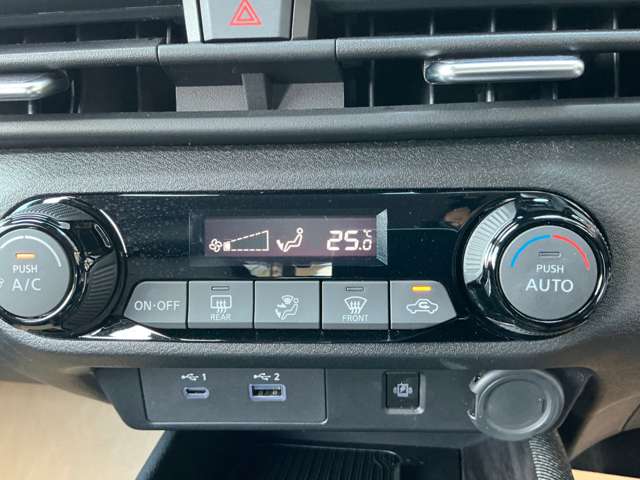 25.0°C
PUSH
A/C
PUSH
AUTO
ON·OFF
REAR
FRONT
1
2